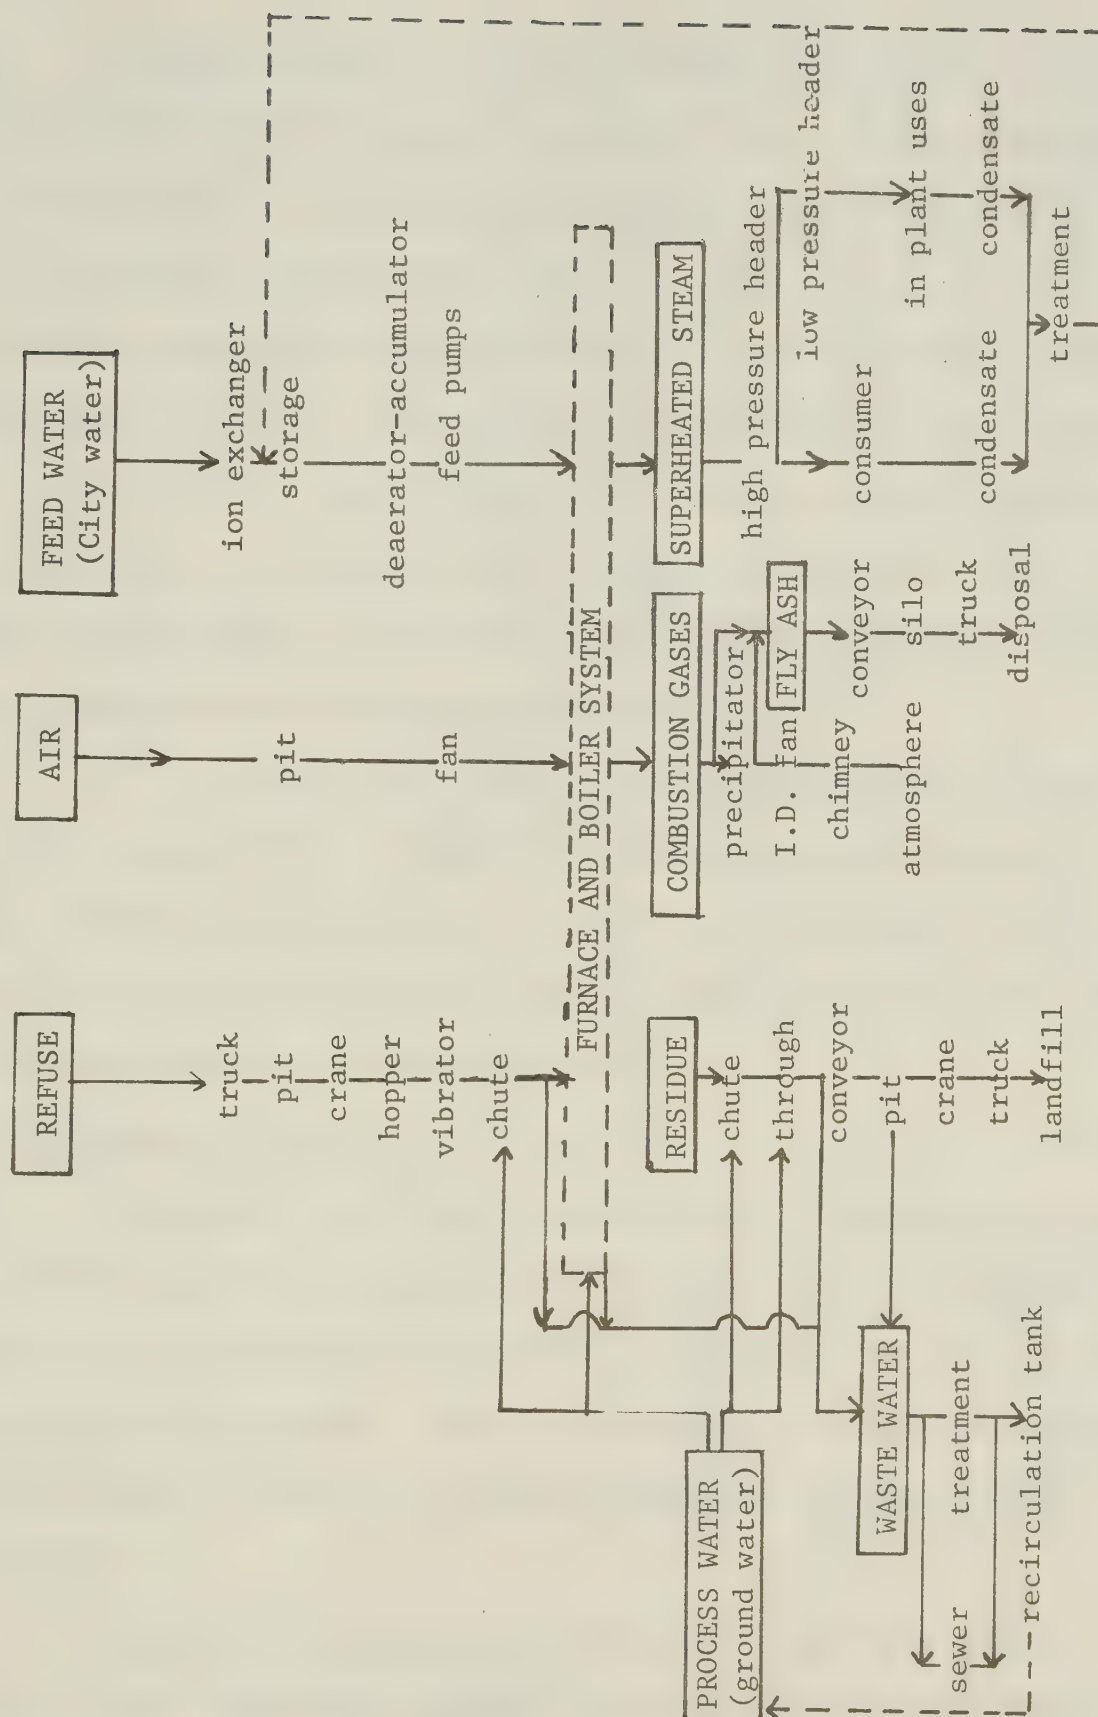 REFUSE
truck
pit
crane
hopper
vibrator
chute
AIR
pit
fan
FEED WATER
(City water)
ion exchanger
storage
deaerator-accumulator
feed pumps
FURNACE AND BOILER SYSTEM
PROCESS WATER
(ground water)
RESIDUE
chute
through
conveyor
pit
crane
truck
landfill
WASTE WATER
treatment
sewer
recirculation tank
COMBUSTION GASES
precipitator
I.D. fan
chimney
atmosphere
FLY ASH
conveyor
silo
truck
disposal
SUPERHEATED STEAM
high pressure header
low pressure header
consumer
in plant uses
condensate
condensate
treatment